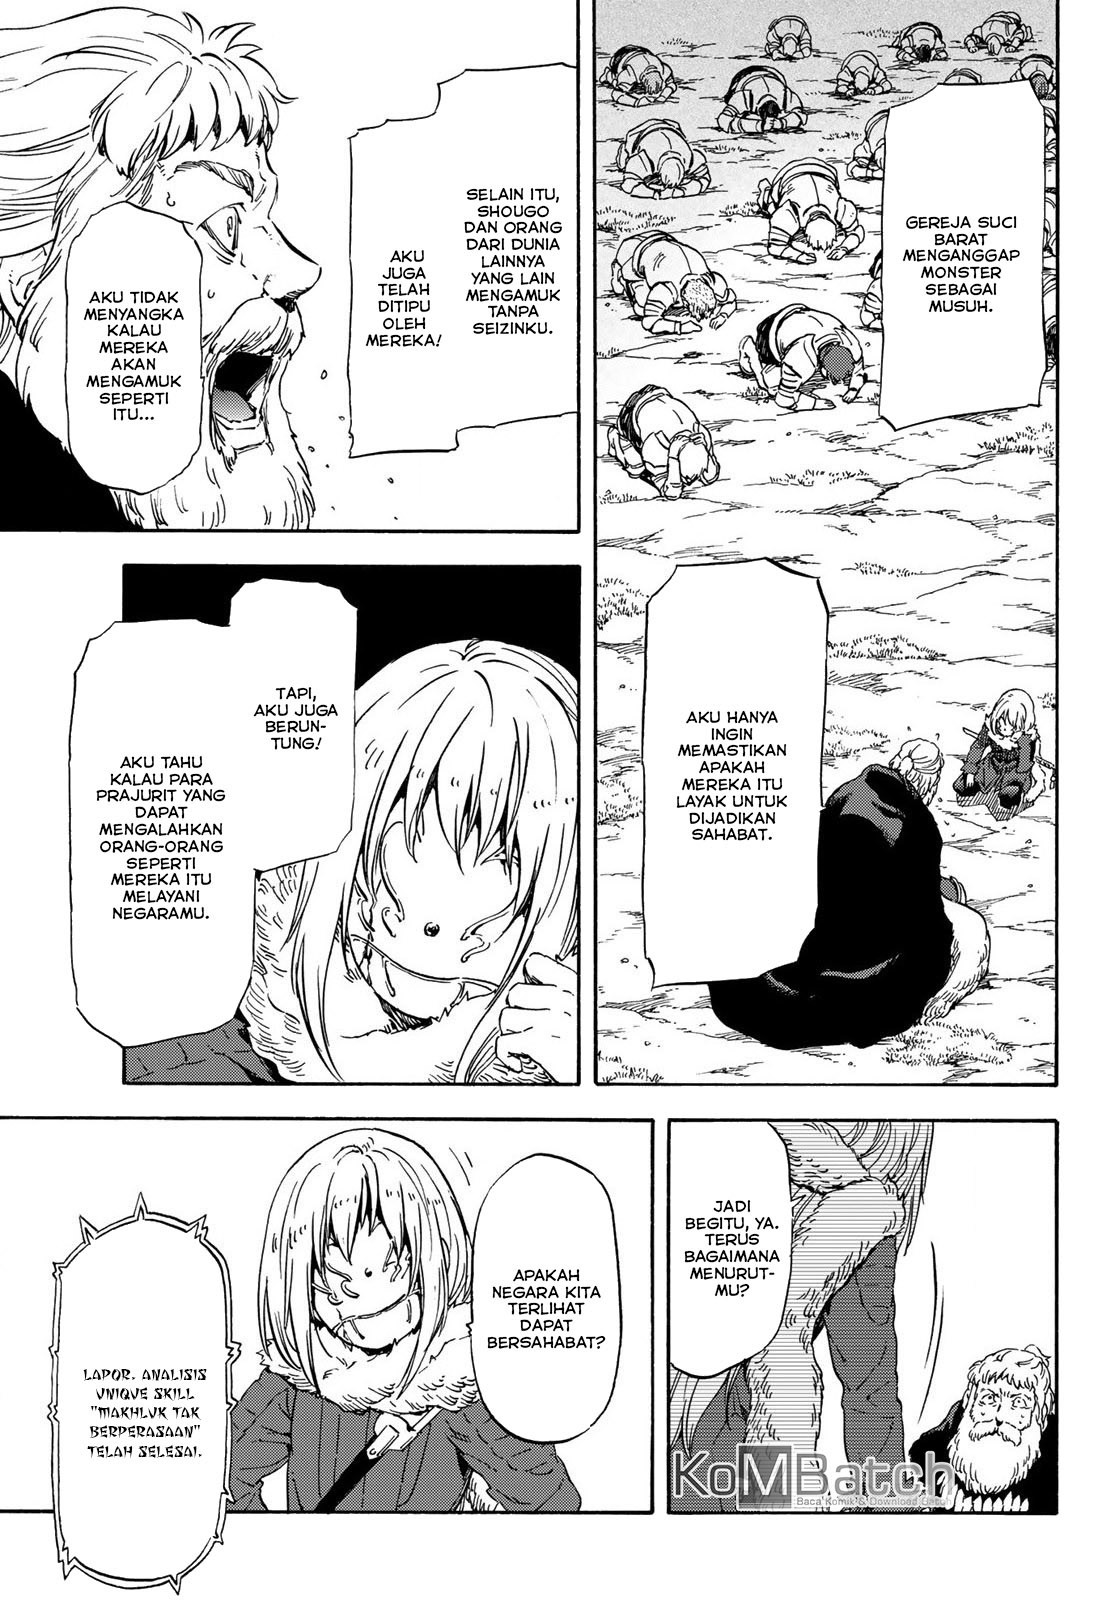 GEREJA SUCI
BARAT
MENGANGGAP
MONSTER
SEBAGAI
MUSUH.
AKU HANYA
INGIN
MEMASTIKAN
APAKAH
MEREKA ITU
LAYAK UNTUK
DIJADIKAN
SAHABAT.
SELAIN ITU,
SHOUGO
DAN ORANG
DARI DUNIA
LAINNYA
YANG LAIN
MENGAMUK
TANPA
SEIZINKU.
AKU
JUGA
TELAH
DITIPU
OLEH
MEREKA!
AKU TIDAK
MENYANGKA
KALAU
MEREKA
AKAN
MENGAMUK
SEPERTI
ITU...
TAPI,
AKU JUGA
BERUN-
TUNG!
AKU TAHU
KALAU PARA
PRAJURIT YANG
DAPAT
MENGALAHKAN
ORANG-ORANG
SEPERTI
MEREKA ITU
MELAYANI
NEGARAMU.
JADI
BEGITU, YA.
TERUS
BAGAIMANA
MENURUT-
MU?
APAKAH
NEGARA KITA
TERLIHAT
DAPAT
BERSAHABAT?
LAPOR. ANALISIS
UNIQUE SKILL
"MAKHLUK TAK
BERPERASAAN"
TELAH SELESAI.
KOMBatch
Baca Komik & Download Batch